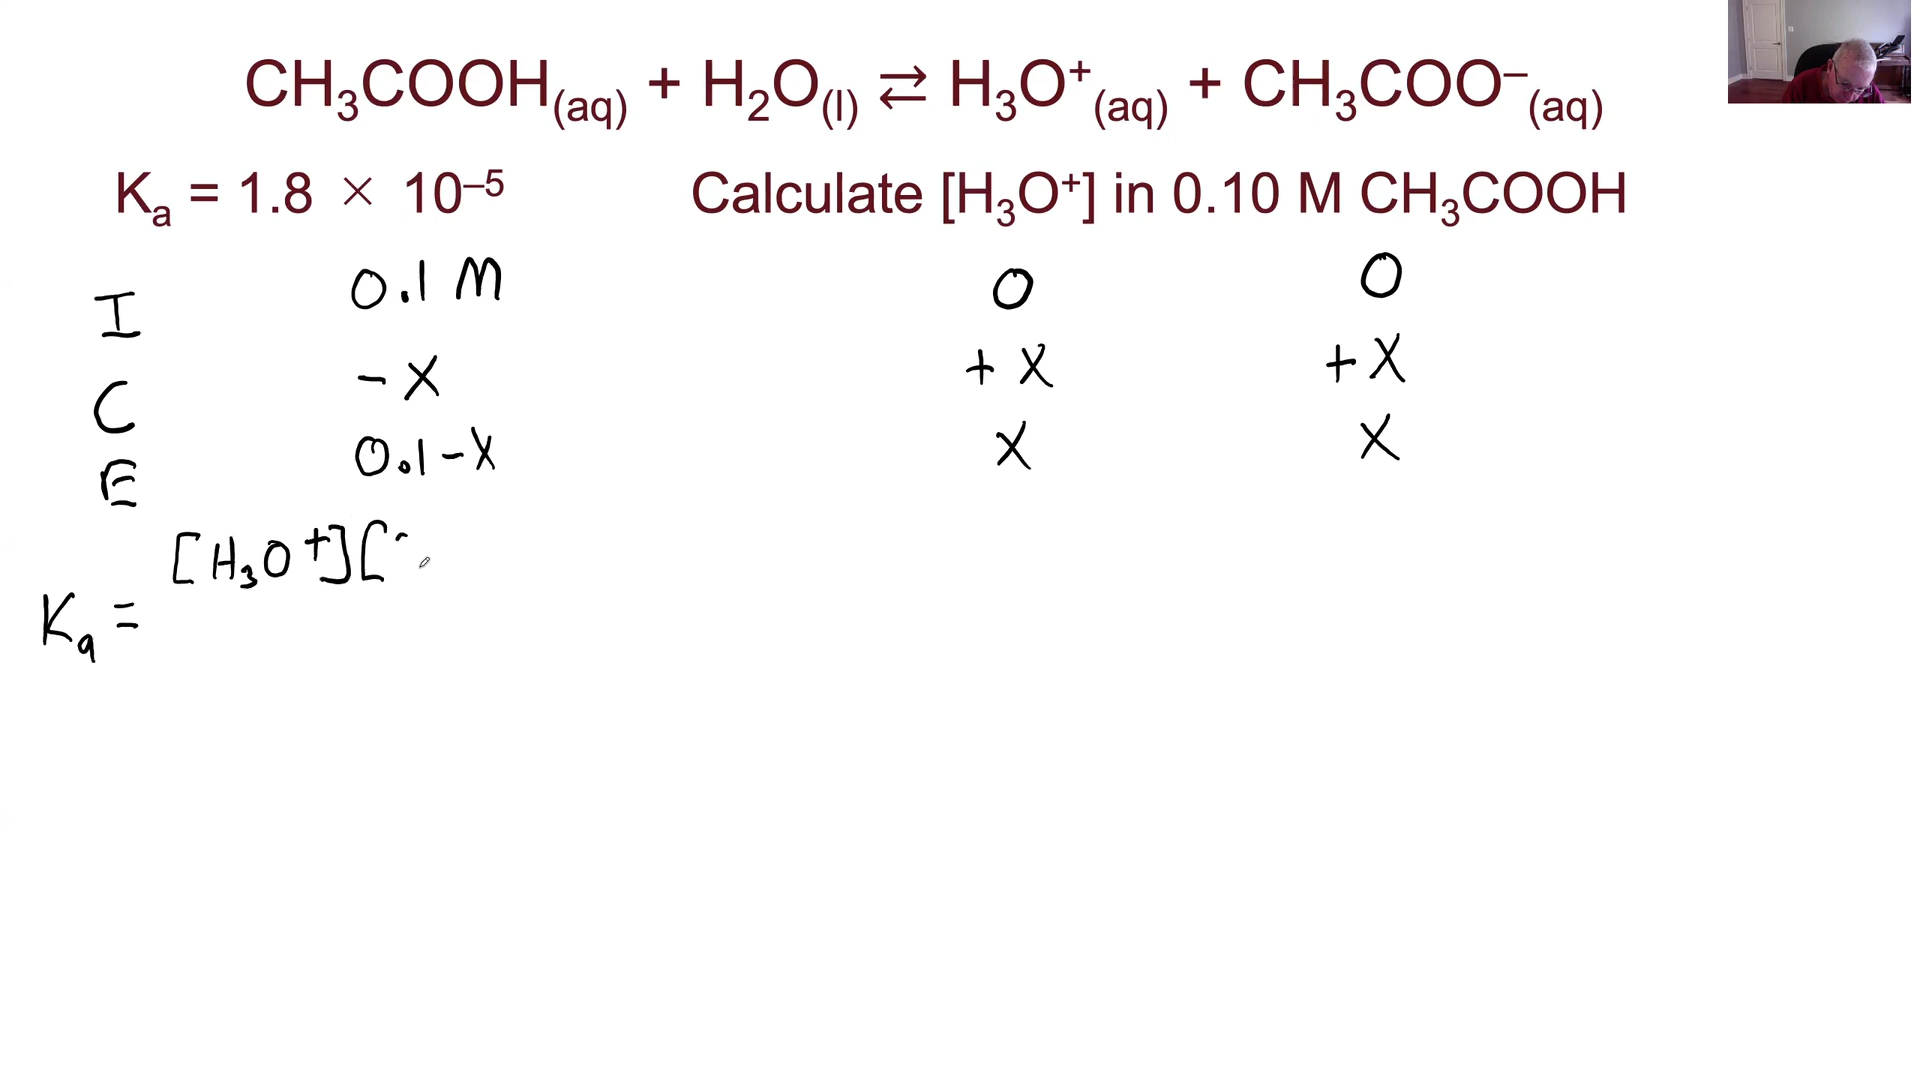 CH₃COOH(aq) + H₂O(l) ⇄ H₃O⁺(aq) + CH₃COO⁻(aq)
Kₐ = 1.8 × 10⁻⁵ Calculate [H₃O⁺] in 0.10 M CH₃COOH
I 0.1 M 0 0
C -X +X +X
E 0.1-X X X
[H₃O⁺][
Kₐ =